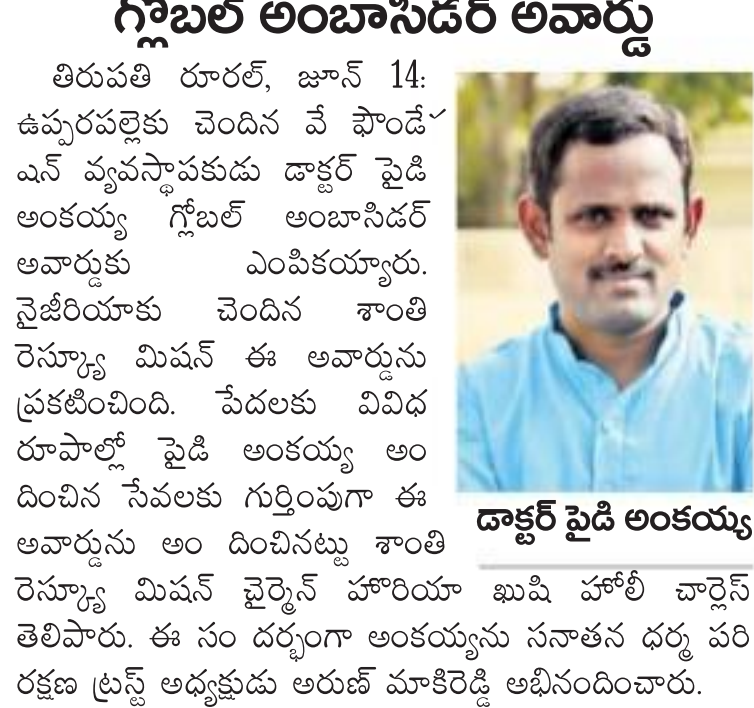 గ్లోబల్ అంబాసిడర్ అవార్డు
తిరుపతి రూరల్, జూన్ 14:
ఉప్పరపల్లెకు చెందిన వే ఫౌండే
షన్ వ్యవస్థాపకుడు డాక్టర్ పైడి
అంకయ్య గ్లోబల్ అంబాసిడర్
అవార్డుకు ఎంపికయ్యారు.
నైజీరియాకు చెందిన శాంతి
రెస్క్యూ మిషన్ ఈ అవార్డును
ప్రకటించింది. పేదలకు వివిధ
రూపాల్లో పైడి అంకయ్య అం
దించిన సేవలకు గుర్తింపుగా ఈ
అవార్డును అం దించినట్టు శాంతి
రెస్క్యూ మిషన్ చైర్మెన్ హోరియా ఖుషి హోలీ చార్లెస్
తెలిపారు. ఈ సం దర్భంగా అంకయ్యను సనాతన ధర్మ పరి
రక్షణ ట్రస్ట్ అధ్యక్షుడు అరుణ్ మాకిరెడ్డి అభినందించారు.
డాక్టర్ పైడి అంకయ్య